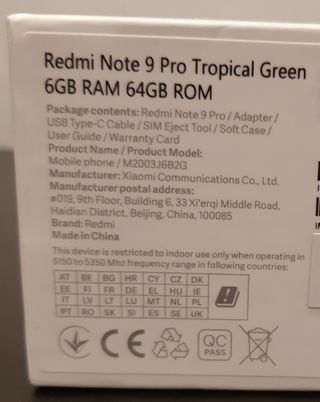 Redmi Note 9 Pro Tropical Green
6GB RAM 64GB ROM
Package contents: Redmi Note 9 Pro / Adapter /
USB Type-C Cable / SIM Eject Tool / Soft Case /
User Guide / Warranty Card
Product Name / Product Model:
Mobile phone / M2003J6B2G
Manufacturer: Xiaomi Communications Co., Ltd.
Manufacturer postal address:
#019, 9th Floor, Building 6, 33 Xi'erqi Middle Road,
Haidian District, Beijing, China, 100085
Brand: Redmi
Made in China
This device is restricted to indoor use only when operating in
5150 to 5350 Mhz frequency range in following countries:
AT BE BG HR CY CZ DK
EE FI FR DE EL HU IE
IT LV LT LU MT NL PL
PT RO SK SI ES SE UK
CE
QC
PASS